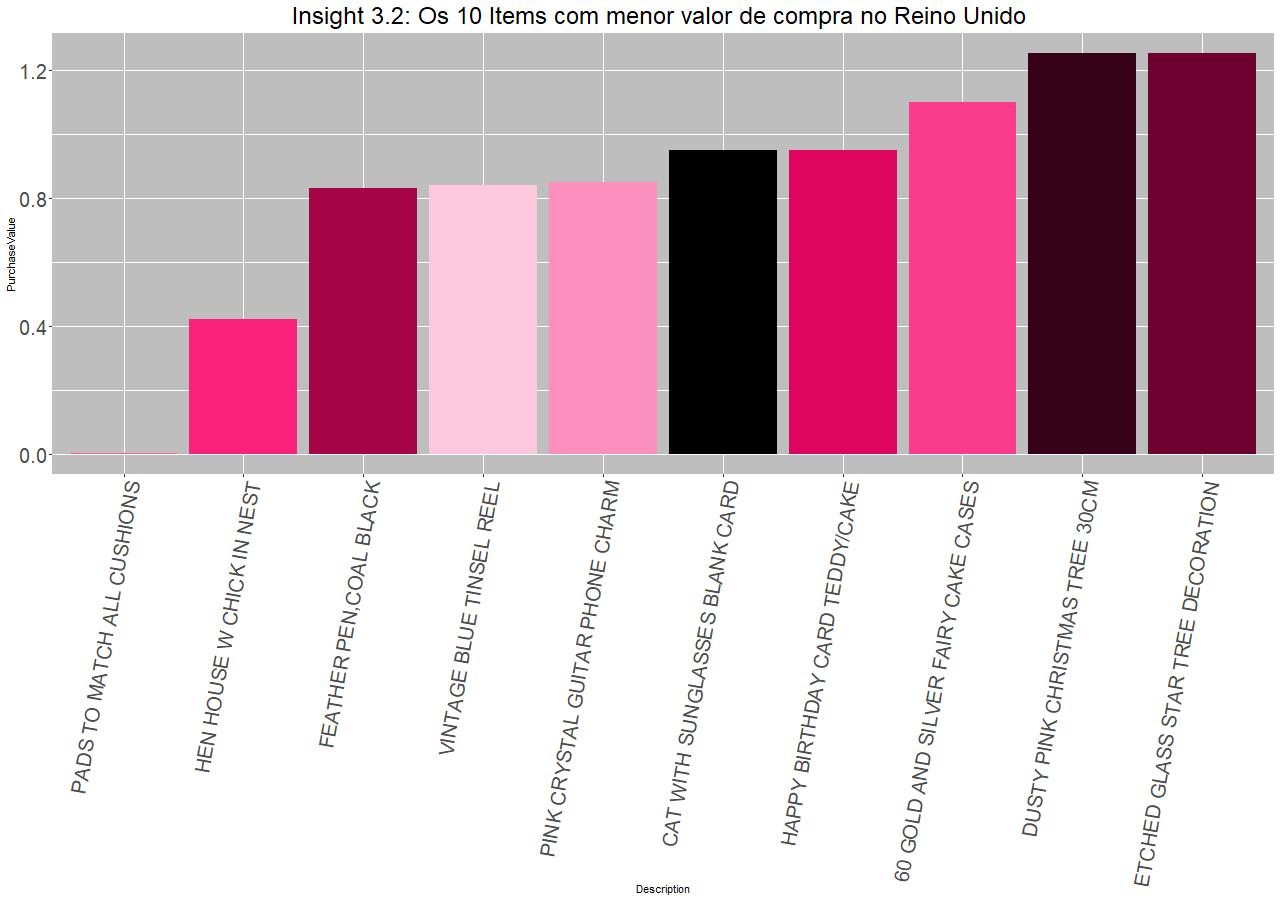 Insight 3.2: Os 10 Items com menor valor de compra no Reino Unido
PurchaseValue
1.2
0.8
0.4
0.0
PADS TO MATCH ALL CUSHIONS
HEN HOUSE W CHICK IN NEST
FEATHER PEN,COAL BLACK
VINTAGE BLUE TINSEL REEL
PINK CRYSTAL GUITAR PHONE CHARM
CAT WITH SUNGLASSES BLANK CARD
HAPPY BIRTHDAY CARD TEDDY/CAKE
60 GOLD AND SILVER FAIRY CAKE CASES
DUSTY PINK CHRISTMAS TREE 30CM
ETCHED GLASS STAR TREE DECORATION
Description